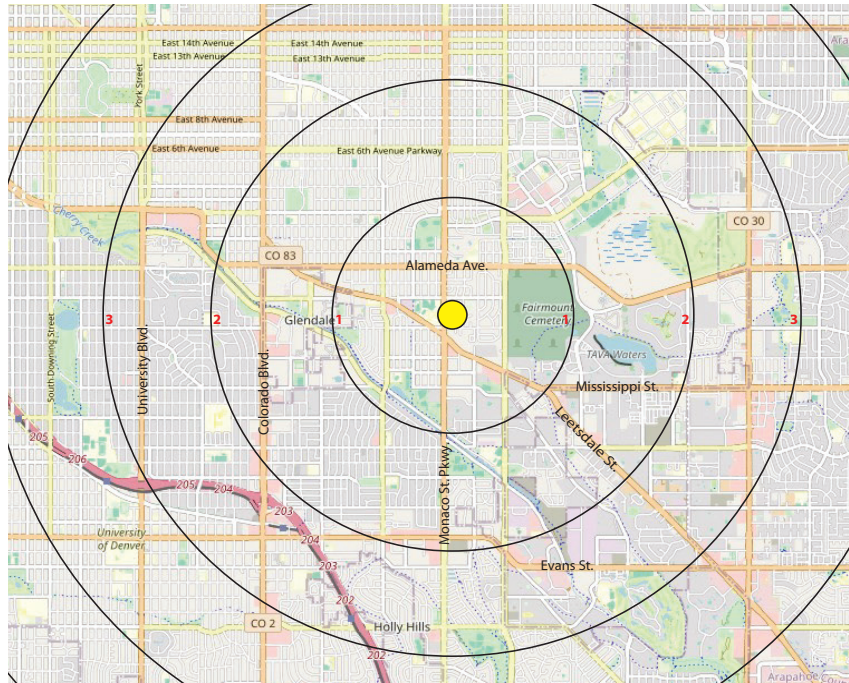 East 14th Avenue
East 14th Avenue
East 13th Avenue
East 13th Avenue
Park Street
East 8th Avenue
East 6th Avenue
East 6th Avenue Parkway
Cherry Creek
CO 30
CO 83
Alameda Ave.
Fairmount
Cemetery
3
2
Glendale
1
1
2
3
South Downing Street
University Blvd.
Colorado Blvd.
TAVA Waters
Mississippi St.
Leetsdale St.
205
206
205
204
203
204
203
202
202
Monaco St. Pkwy.
University
of Denver
Evans St.
CO 2
Holly Hills